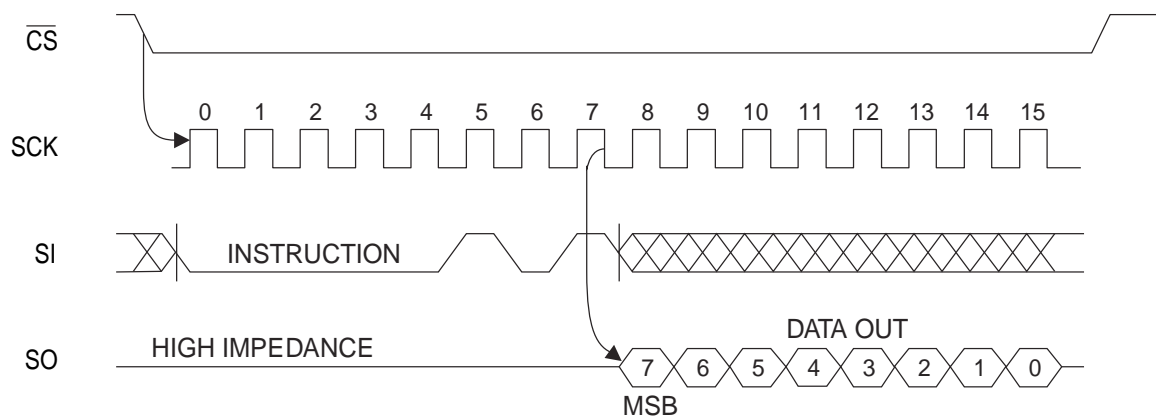 C̅S̅
0 1 2 3 4 5 6 7 8 9 10 11 12 13 14 15
SCK
SI
INSTRUCTION
DATA OUT
HIGH IMPEDANCE
SO
7 6 5 4 3 2 1 0
MSB